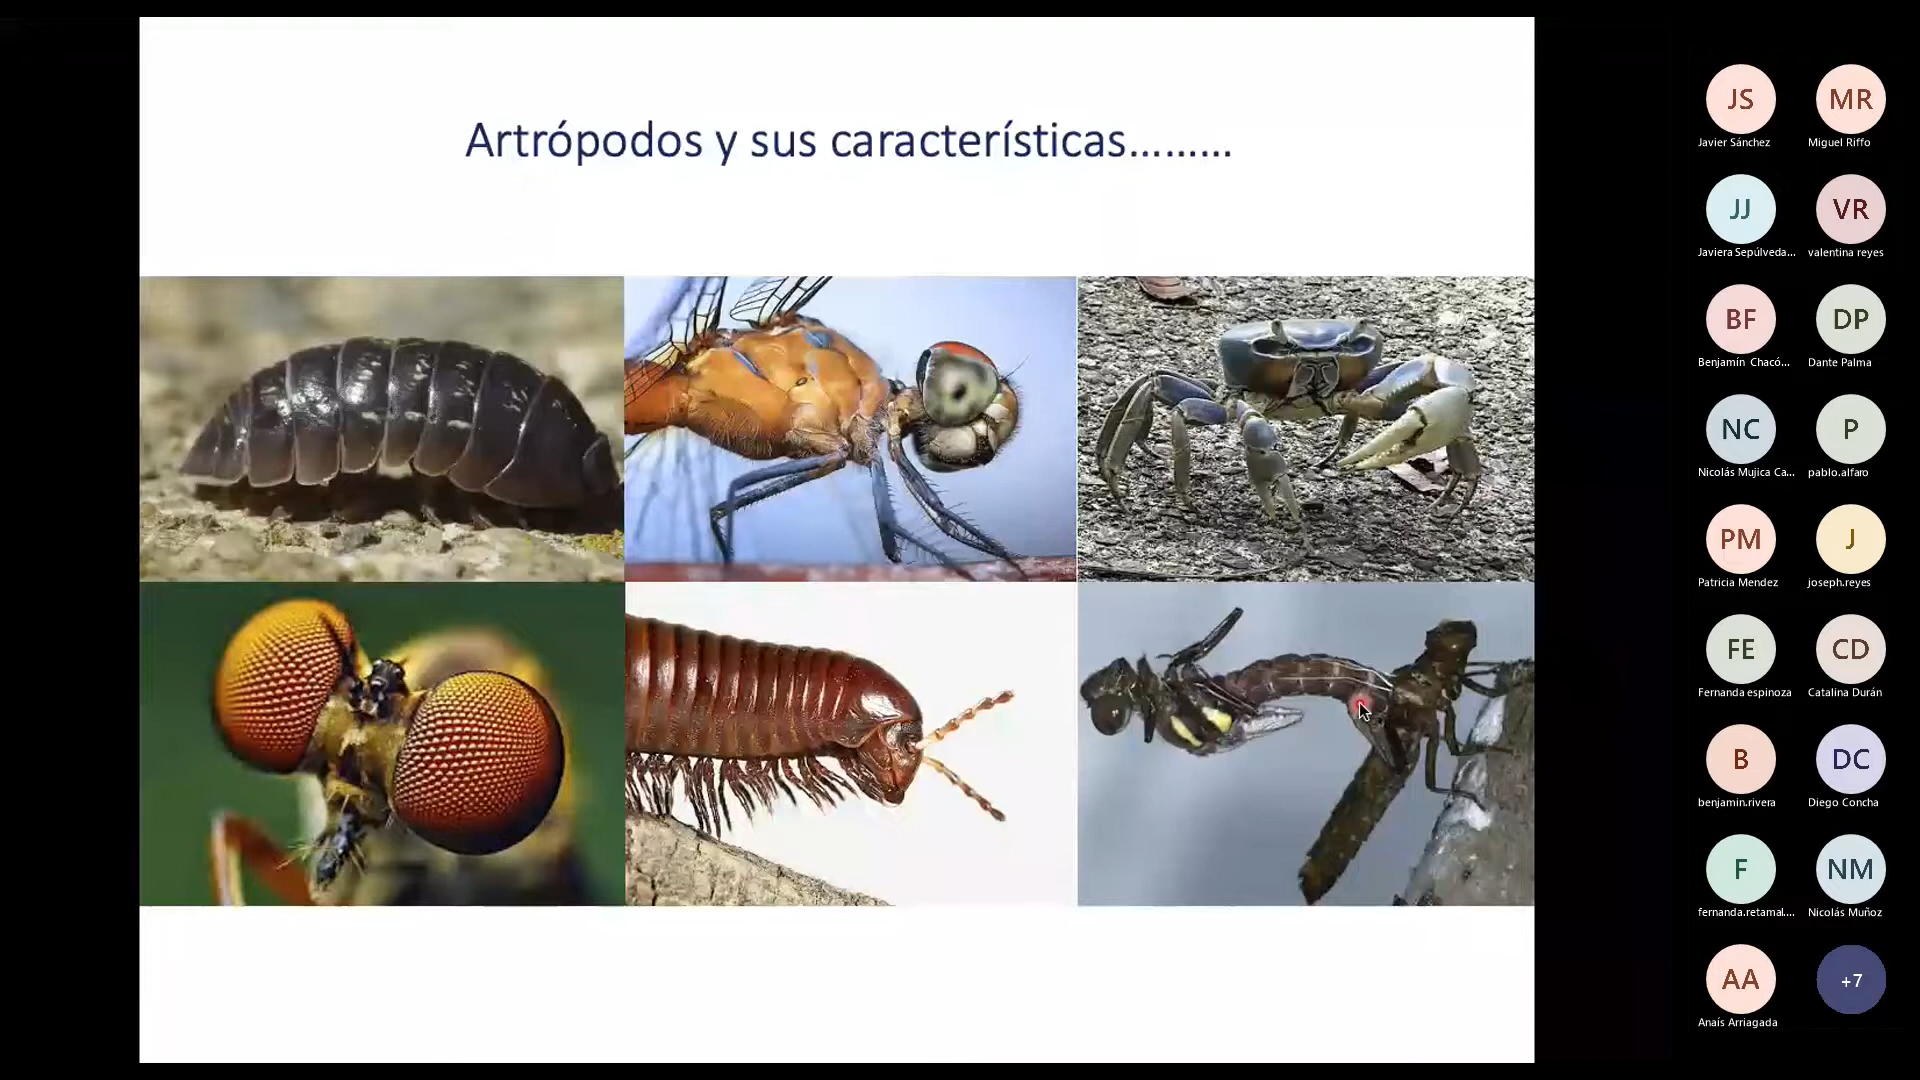 Artrópodos y sus características.........
JS
MR
Javier Sánchez
Miguel Riffo
JJ
VR
Javiera Sepúlveda...
valentina reyes
BF
DP
Benjamín Chacó...
Dante Palma
NC
P
Nicolás Mujica Ca...
pablo.alfaro
PM
J
Patricia Mendez
joseph.reyes
FE
CD
Fernanda espinoza
Catalina Durán
B
DC
benjamin.rivera
Diego Concha
F
NM
fernanda.retamal....
Nicolás Muñoz
AA
+7
Anaís Arriagada